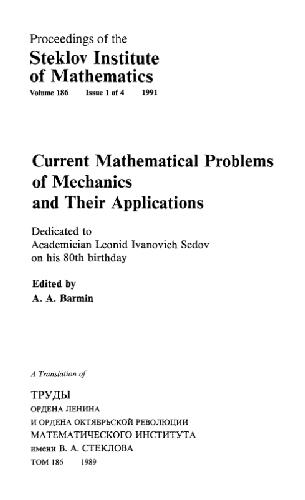 Proceedings of the
Steklov Institute
of Mathematics
Volume 186 Issue 1 of 4 1991
Current Mathematical Problems
of Mechanics
and Their Applications
Dedicated to
Academician Leonid Ivanovich Sedov
on his 80th birthday
Edited by
A. A. Barmin
A Translation of
ТРУДЫ
ОРДЕНА ЛЕНИНА
И ОРДЕНА ОКТЯБРЬСКОЙ РЕВОЛЮЦИИ
МАТЕМАТИЧЕСКОГО ИНСТИТУТА
имени В. А. СТЕКЛОВА
ТОМ 186 1989